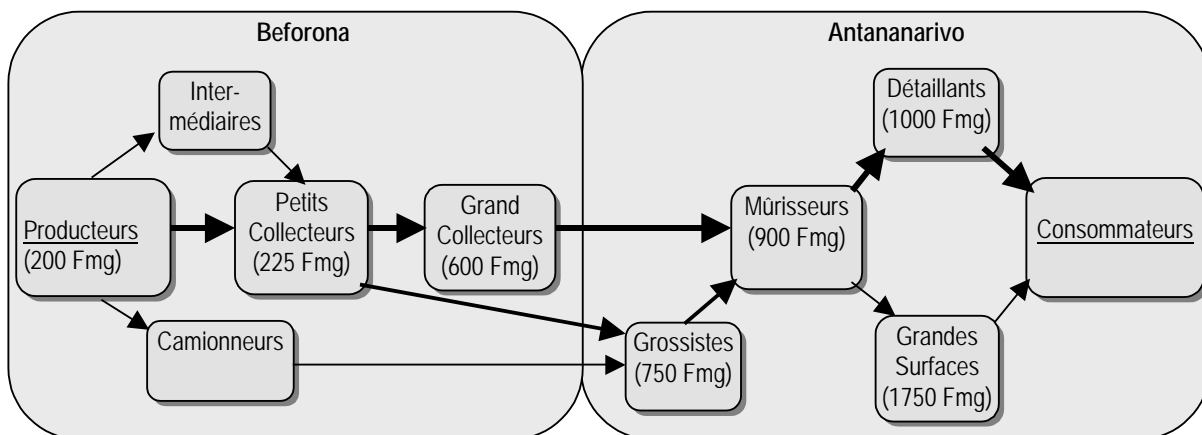 Beforona
Antananarivo
Inter-
médiaires
Détaillants
(1000 Fmg)
Producteurs
(200 Fmg)
Petits
Collecteurs
(225 Fmg)
Grand
Collecteurs
(600 Fmg)
Mûrisseurs
(900 Fmg)
Consommateurs
Camionneurs
Grossistes
(750 Fmg)
Grandes
Surfaces
(1750 Fmg)